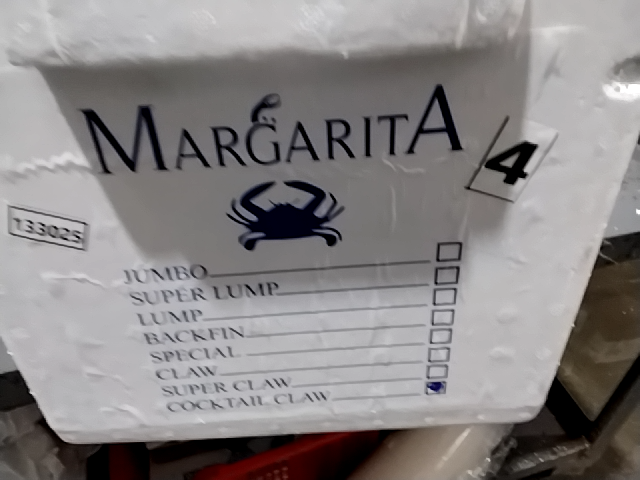 MARGARITA
4
133025
JUMBO
SUPER LUMP
LUMP
BACKFIN
SPECIAL
CLAW
SUPER CLAW
COCKTAIL CLAW